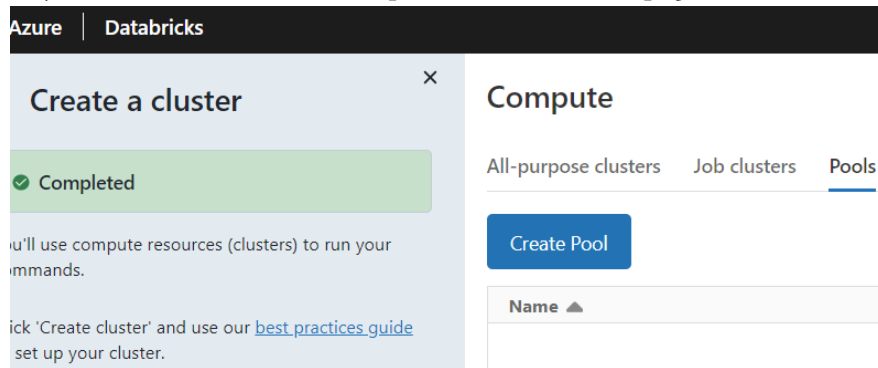 Azure | Databricks
Create a cluster
Completed
u'll use compute resources (clusters) to run your
mmands.
ick 'Create cluster' and use our best practices guide
set up your cluster.
Compute
All-purpose clusters Job clusters Pools
Create Pool
Name